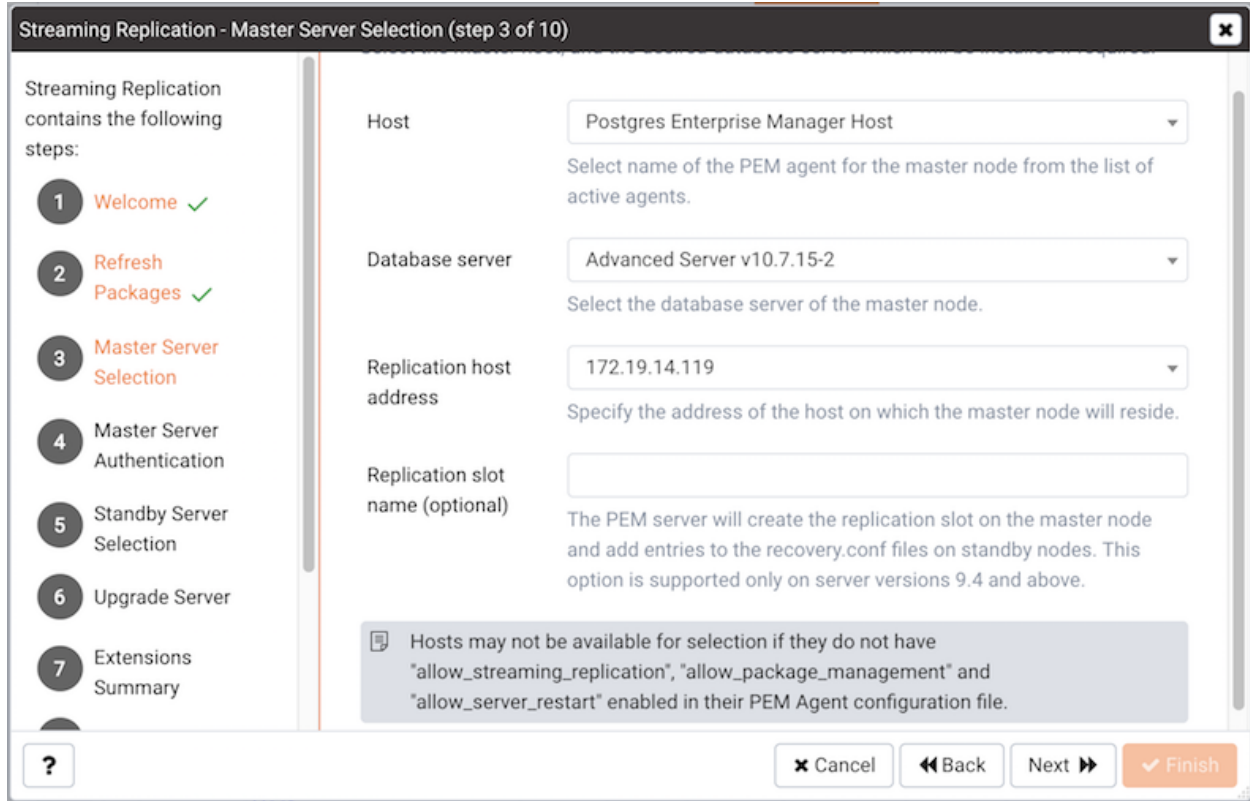 Streaming Replication - Master Server Selection (step 3 of 10)
Streaming Replication
contains the following
steps:
1 Welcome
2 Refresh
Packages
3 Master Server
Selection
4 Master Server
Authentication
5 Standby Server
Selection
6 Upgrade Server
7 Extensions
Summary
Host
Postgres Enterprise Manager Host
Select name of the PEM agent for the master node from the list of
active agents.
Database server
Advanced Server v10.7.15-2
Select the database server of the master node.
Replication host
address
172.19.14.119
Specify the address of the host on which the master node will reside.
Replication slot
name (optional)
The PEM server will create the replication slot on the master node
and add entries to the recovery.conf files on standby nodes. This
option is supported only on server versions 9.4 and above.
Hosts may not be available for selection if they do not have
"allow_streaming_replication", "allow_package_management" and
"allow_server_restart" enabled in their PEM Agent configuration file.
?
Cancel
Back
Next
Finish